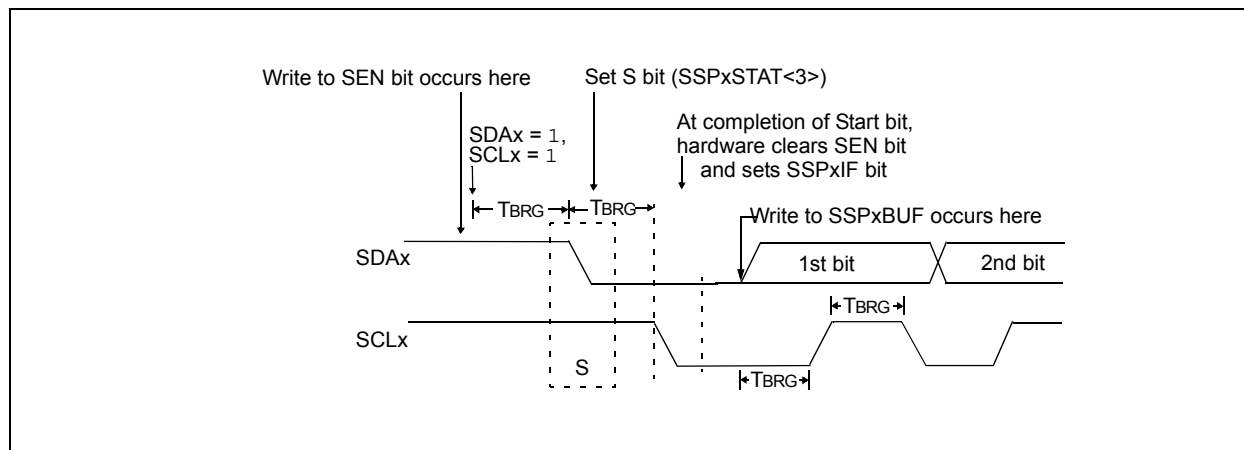 Write to SEN bit occurs here
Set S bit (SSPxSTAT<3>)
SDAx = 1,
SCLx = 1
At completion of Start bit,
hardware clears SEN bit
and sets SSPxIF bit
TBRG
TBRG
Write to SSPxBUF occurs here
SDAx
1st bit
2nd bit
TBRG
SCLx
S
TBRG